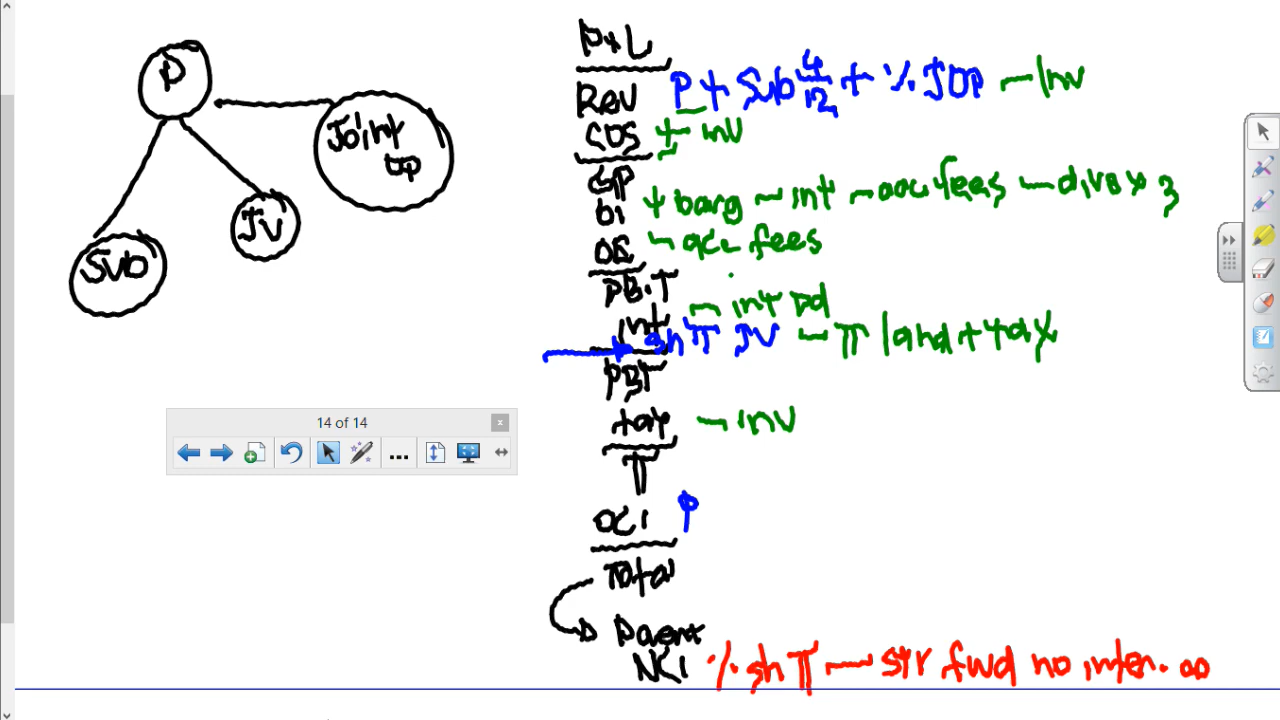 P
Joint
op
Sub
JV
P+L
Rev P + Sub 4/12 + % JOP - Inv
COS + inv
GP
OI + barg - int - acc fees - divs x 3
OE - acc fees
PBIT
int - int pd
sh π JV - π land + tax
PBT
tax - inv
π
OCI P
Total
Parent
NCI % sh π - str fwd no inter. co
14 of 14